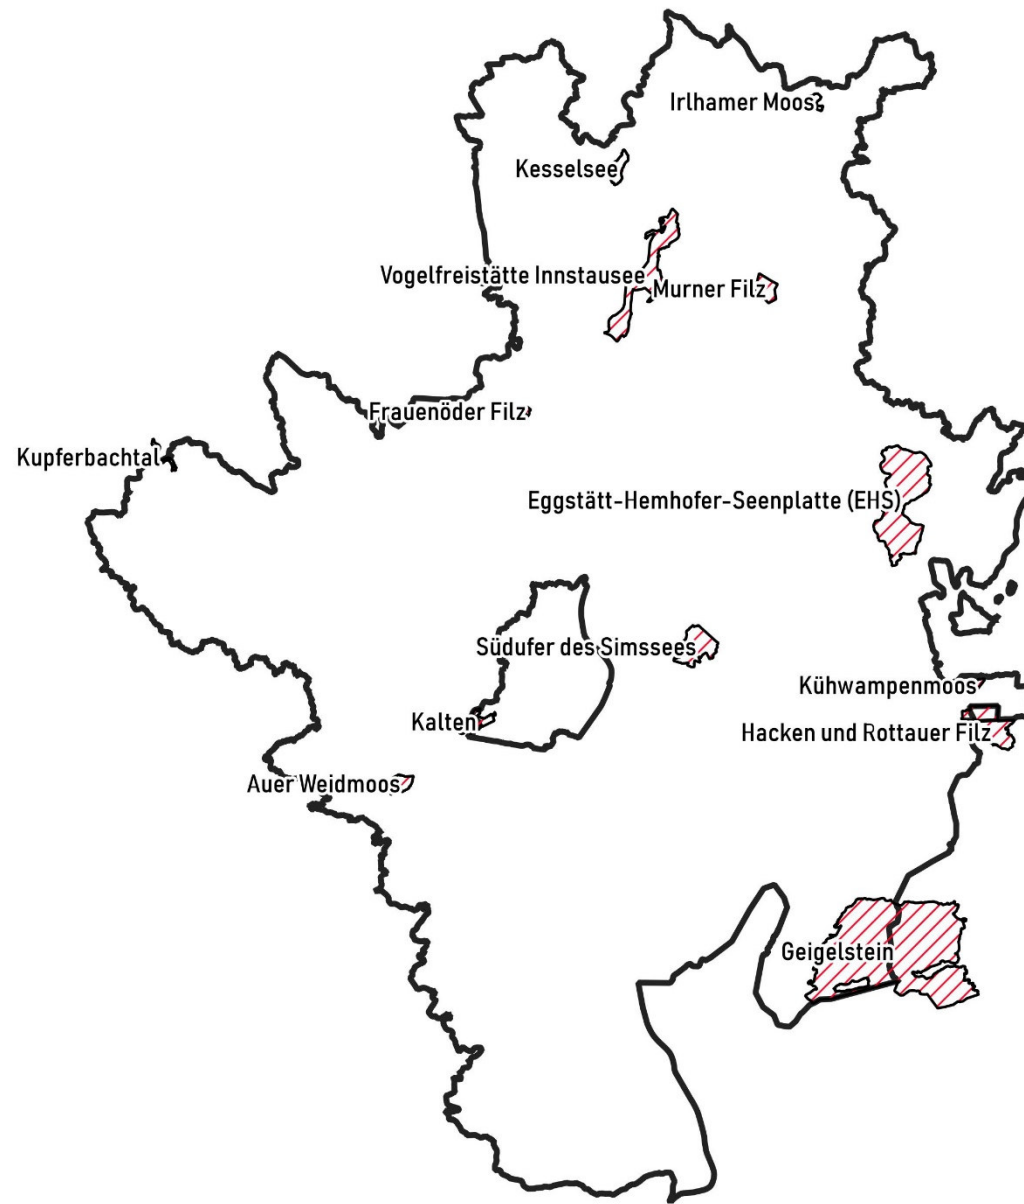 Irlhamer Moos
Kesselsee
Vogelfreistätte Innstausee
Murner Filz
Frauenöder Filz
Kupferbachtal
Eggstätt-Hemhofer-Seenplatte (EHS)
Südufer des Simssees
Kühwampenmoos
Kalten
Hacken und Rottauer Filz
Auer Weidmoos
Geigelstein